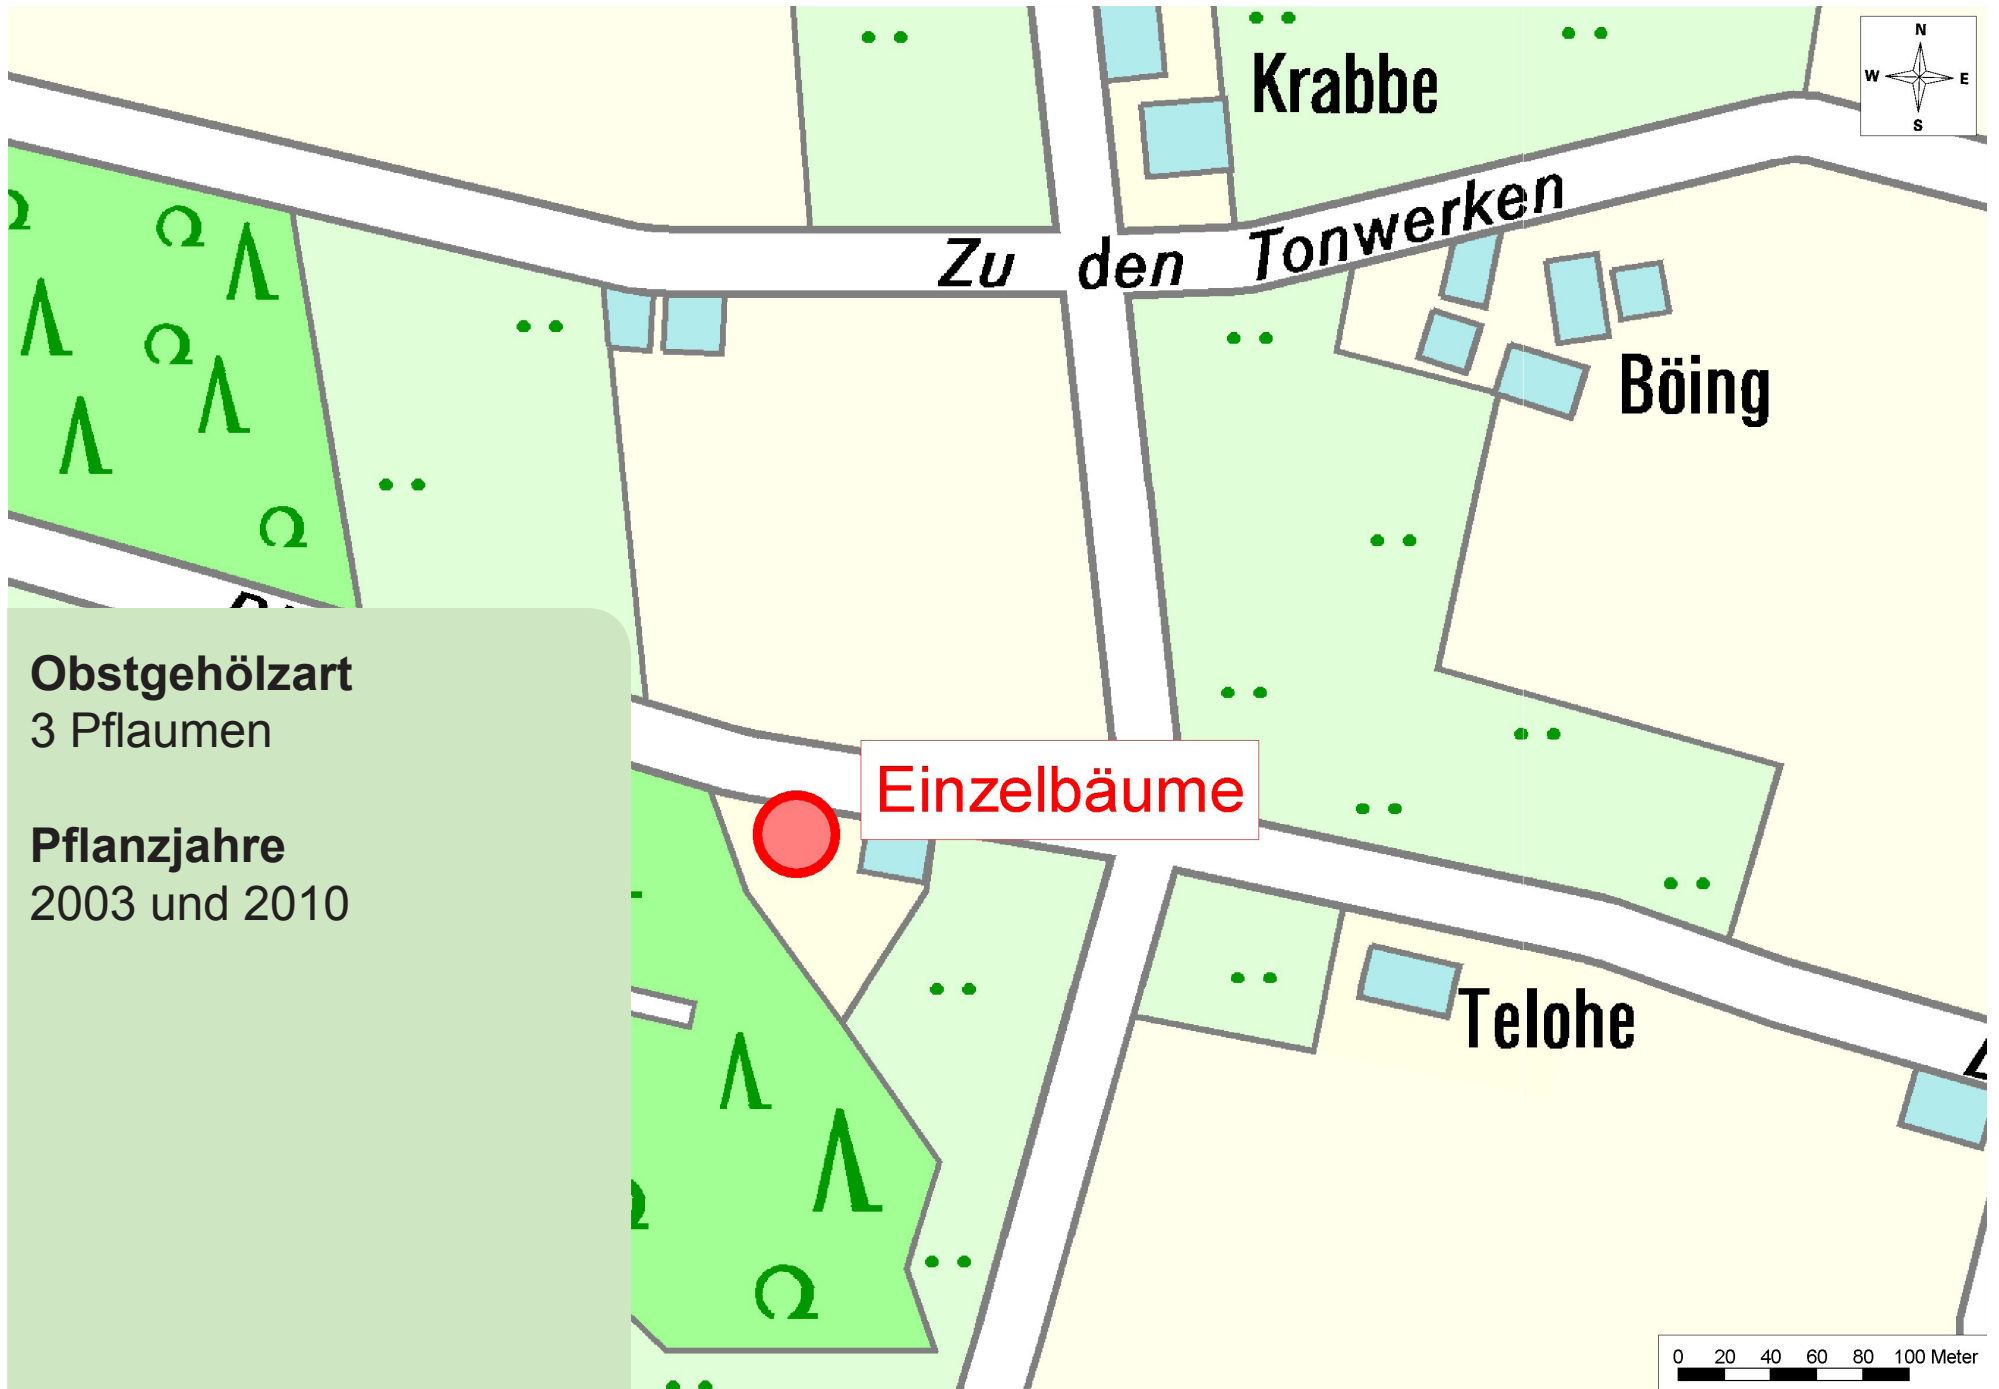 N
W E
S
Krabbe
Zu den Tonwerken
Böing
Obstgehölzart
3 Pflaumen
Pflanzjahre
2003 und 2010
Einzelbäume
Telohe
0 20 40 60 80 100 Meter